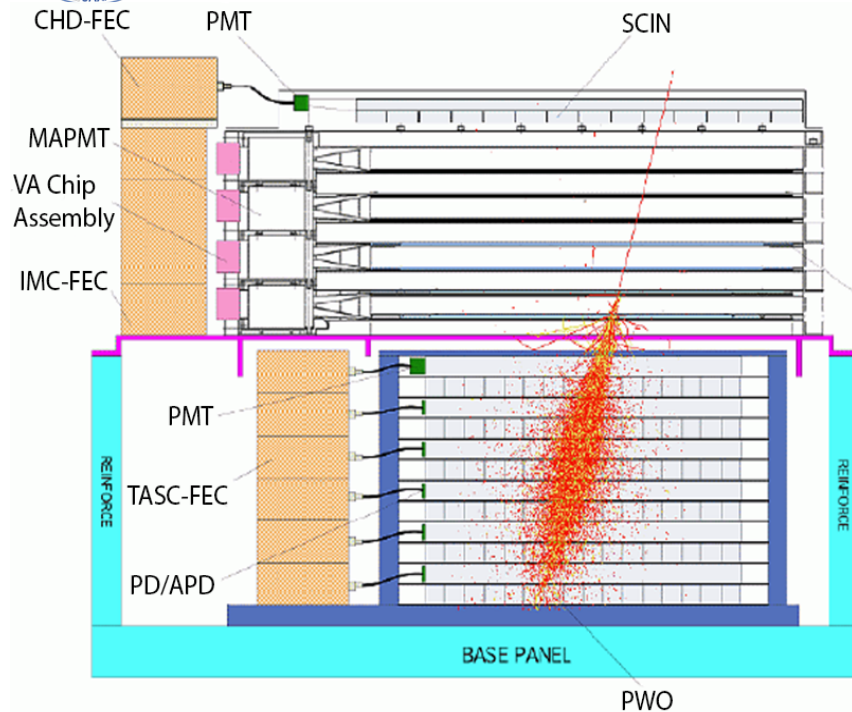 CHD-FEC
PMT
SCIN
MAPMT
VA Chip
Assembly
IMC-FEC
PMT
TASC-FEC
PD/APD
REINFORCE
REINFORCE
BASE PANEL
PWO